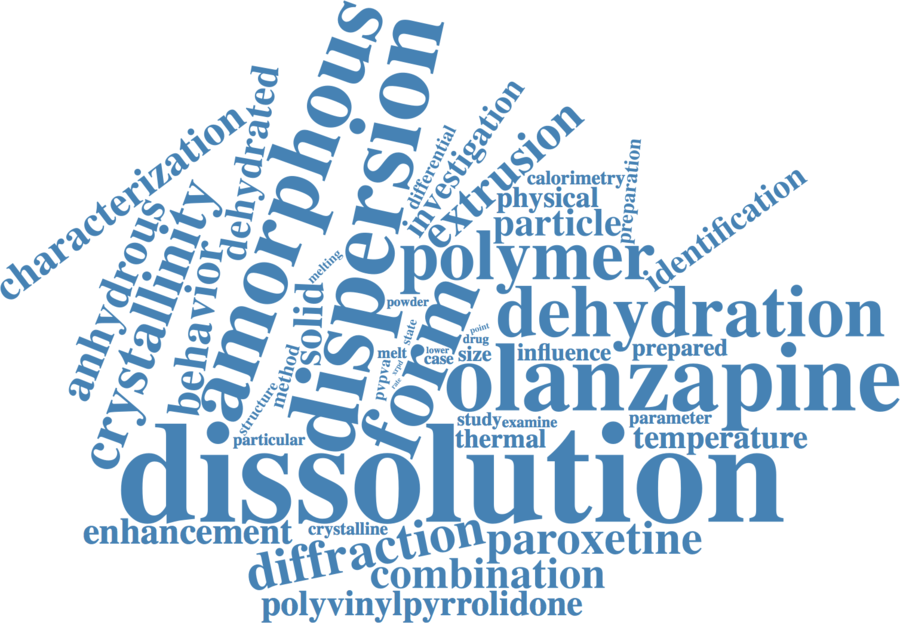 amorphous
dispersion
dehydrated
characterization
investigation
differential
extrusion
calorimetry
preparation
physical
particle
identification
anhydrous
crystallinity
behavior
polymer
melting
solid
powder
dehydration
form
state
point
drug
method
structure
melt
lower
case
size
influence
prepared
pvpva
xrpd
rate
olanzapine
study
examine
parameter
particular
thermal
temperature
dissolution
enhancement
crystalline
diffraction
paroxetine
combination
polyvinylpyrrolidone